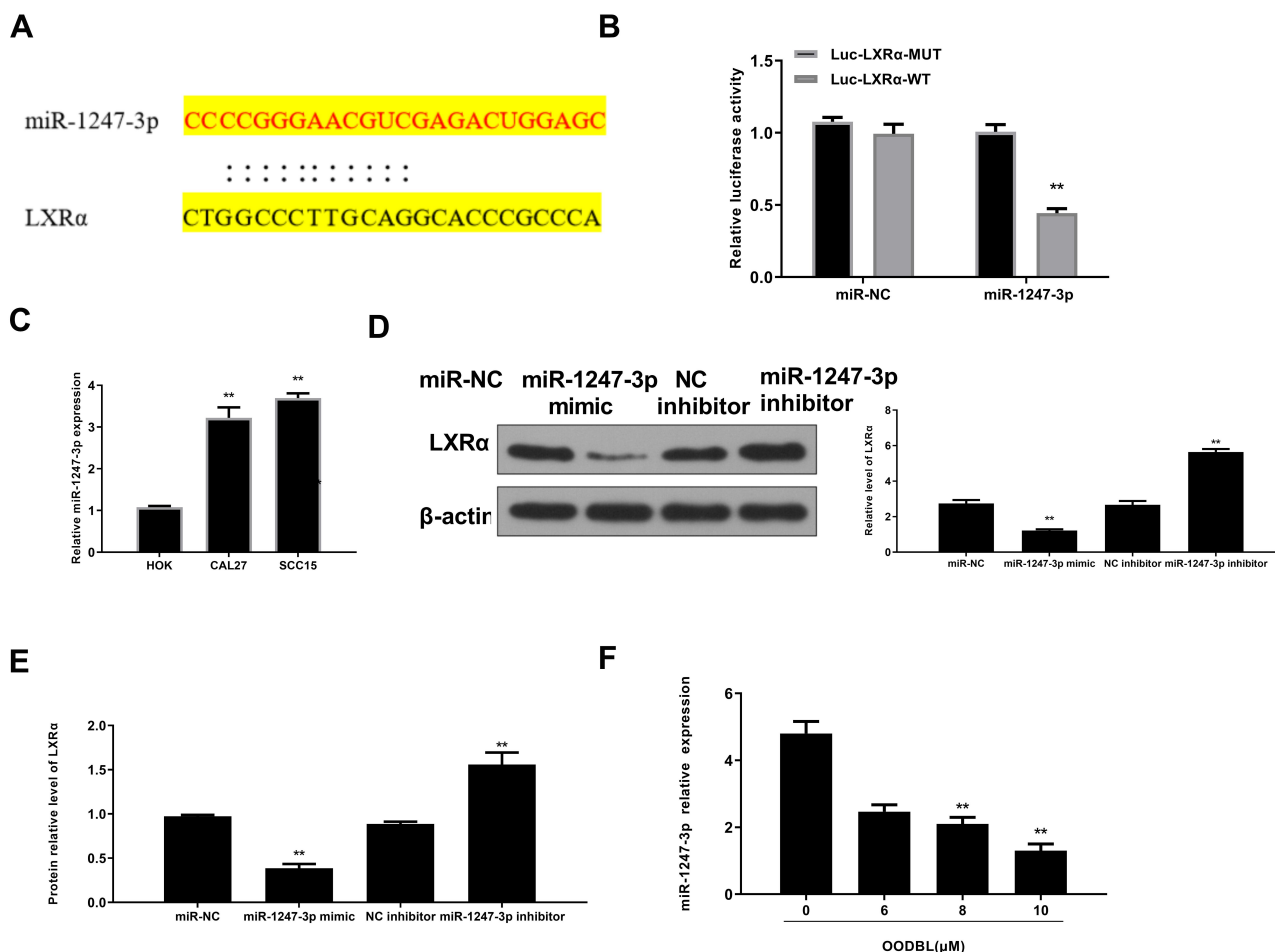 A
miR-1247-3p CCCCGGGAACGUCGAGACUGGAGC
: : : : : : : : : : :
LXRα CTGGCCCTTGCAGGCACCCGCCCA
B
Relative luciferase activity
Luc-LXRα-MUT
Luc-LXRα-WT
1.5
1.0
0.5
0.0
**
miR-NC miR-1247-3p
C
Relative miR-1247-3p expression
4
3
2
1
0
** **
*
HOK CAL27 SCC15
D
miR-NC miR-1247-3p NC miR-1247-3p
mimic inhibitor inhibitor
LXRα
β-actin
Relative level of LXRα
8
6
4
2
0
** **
miR-NC miR-1247-3p mimic NC inhibitor miR-1247-3p inhibitor
E
Protein relative level of LXRα
2.0
1.5
1.0
0.5
0.0
** **
miR-NC miR-1247-3p mimic NC inhibitor miR-1247-3p inhibitor
F
miR-1247-3p relative expression
6
4
2
0
** **
0 6 8 10
OODBL(μM)